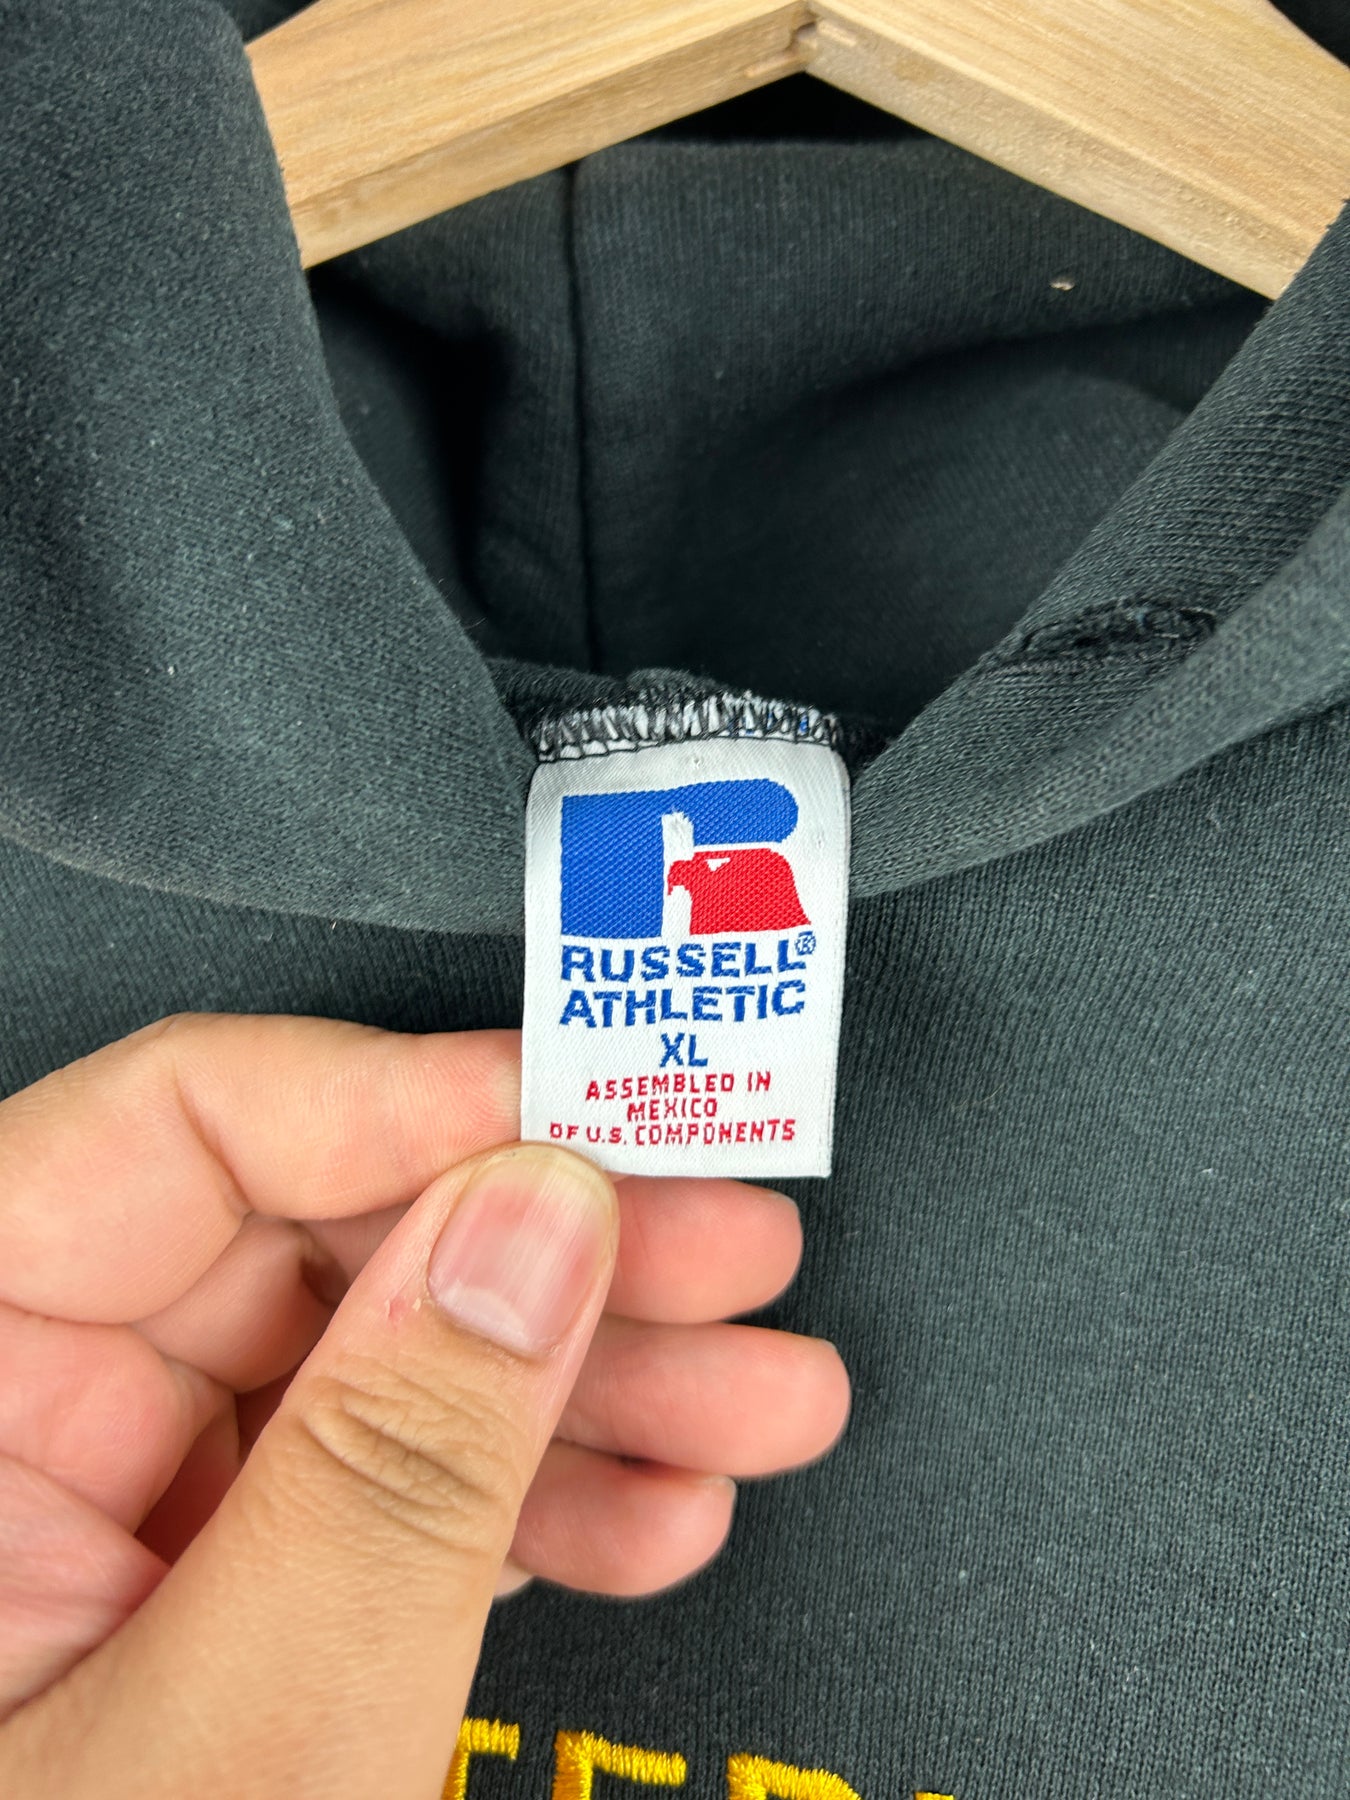 RUSSELL®
ATHLETIC
XL
ASSEMBLED IN
MEXICO
OF U.S. COMPONENTS